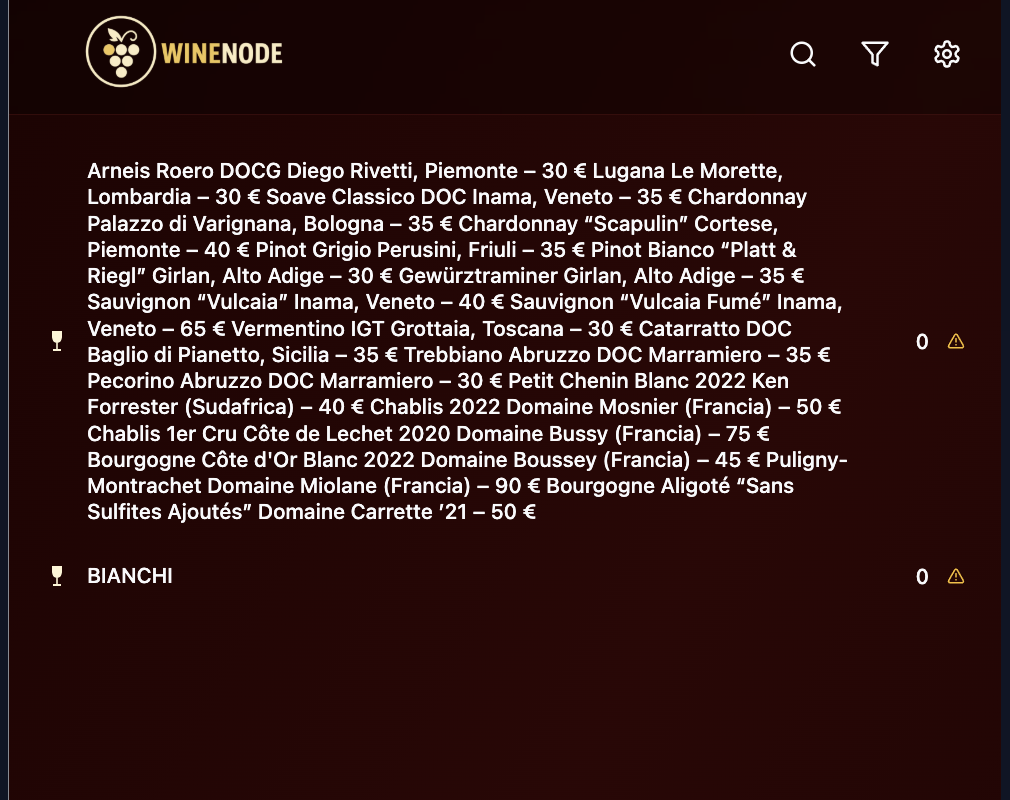 WINENODE
Arneis Roero DOCG Diego Rivetti, Piemonte – 30 € Lugana Le Morette,
Lombardia – 30 € Soave Classico DOC Inama, Veneto – 35 € Chardonnay
Palazzo di Varignana, Bologna – 35 € Chardonnay “Scapulin” Cortese,
Piemonte – 40 € Pinot Grigio Perusini, Friuli – 35 € Pinot Bianco “Platt &
Riegl” Girlan, Alto Adige – 30 € Gewürztraminer Girlan, Alto Adige – 35 €
Sauvignon “Vulcaia” Inama, Veneto – 40 € Sauvignon “Vulcaia Fumé” Inama,
Veneto – 65 € Vermentino IGT Grottaia, Toscana – 30 € Catarratto DOC
Baglio di Pianetto, Sicilia – 35 € Trebbiano Abruzzo DOC Marramiero – 35 €
Pecorino Abruzzo DOC Marramiero – 30 € Petit Chenin Blanc 2022 Ken
Forrester (Sudafrica) – 40 € Chablis 2022 Domaine Mosnier (Francia) – 50 €
Chablis 1er Cru Côte de Lechet 2020 Domaine Bussy (Francia) – 75 €
Bourgogne Côte d'Or Blanc 2022 Domaine Boussey (Francia) – 45 € Puligny-
Montrachet Domaine Miolane (Francia) – 90 € Bourgogne Aligoté “Sans
Sulfites Ajoutés” Domaine Carrette ’21 – 50 €
0
BIANCHI
0